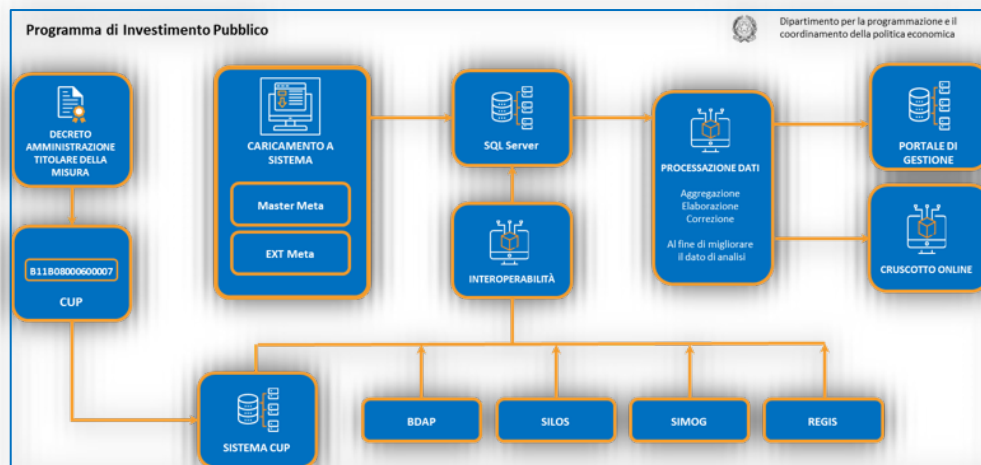 Programma di Investimento Pubblico
Dipartimento per la programmazione e il
coordinamento della politica economica
DECRETO
AMMINISTRAZIONE
TITOLARE DELLA
MISURA
B11B08000600007
CUP
CARICAMENTO A
SISTEMA
Master Meta
EXT Meta
SQL Server
INTEROPERABILITÀ
PROCESSAZIONE DATI
Aggregazione
Elaborazione
Correzione
Al fine di migliorare
il dato di analisi
PORTALE DI
GESTIONE
CRUSCOTTO ONLINE
SISTEMA CUP
BDAP
SILOS
SIMOG
REGIS